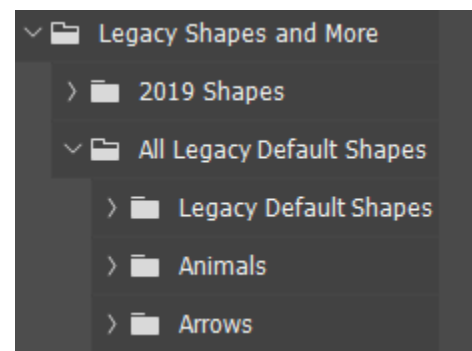 Legacy Shapes and More
2019 Shapes
All Legacy Default Shapes
Legacy Default Shapes
Animals
Arrows